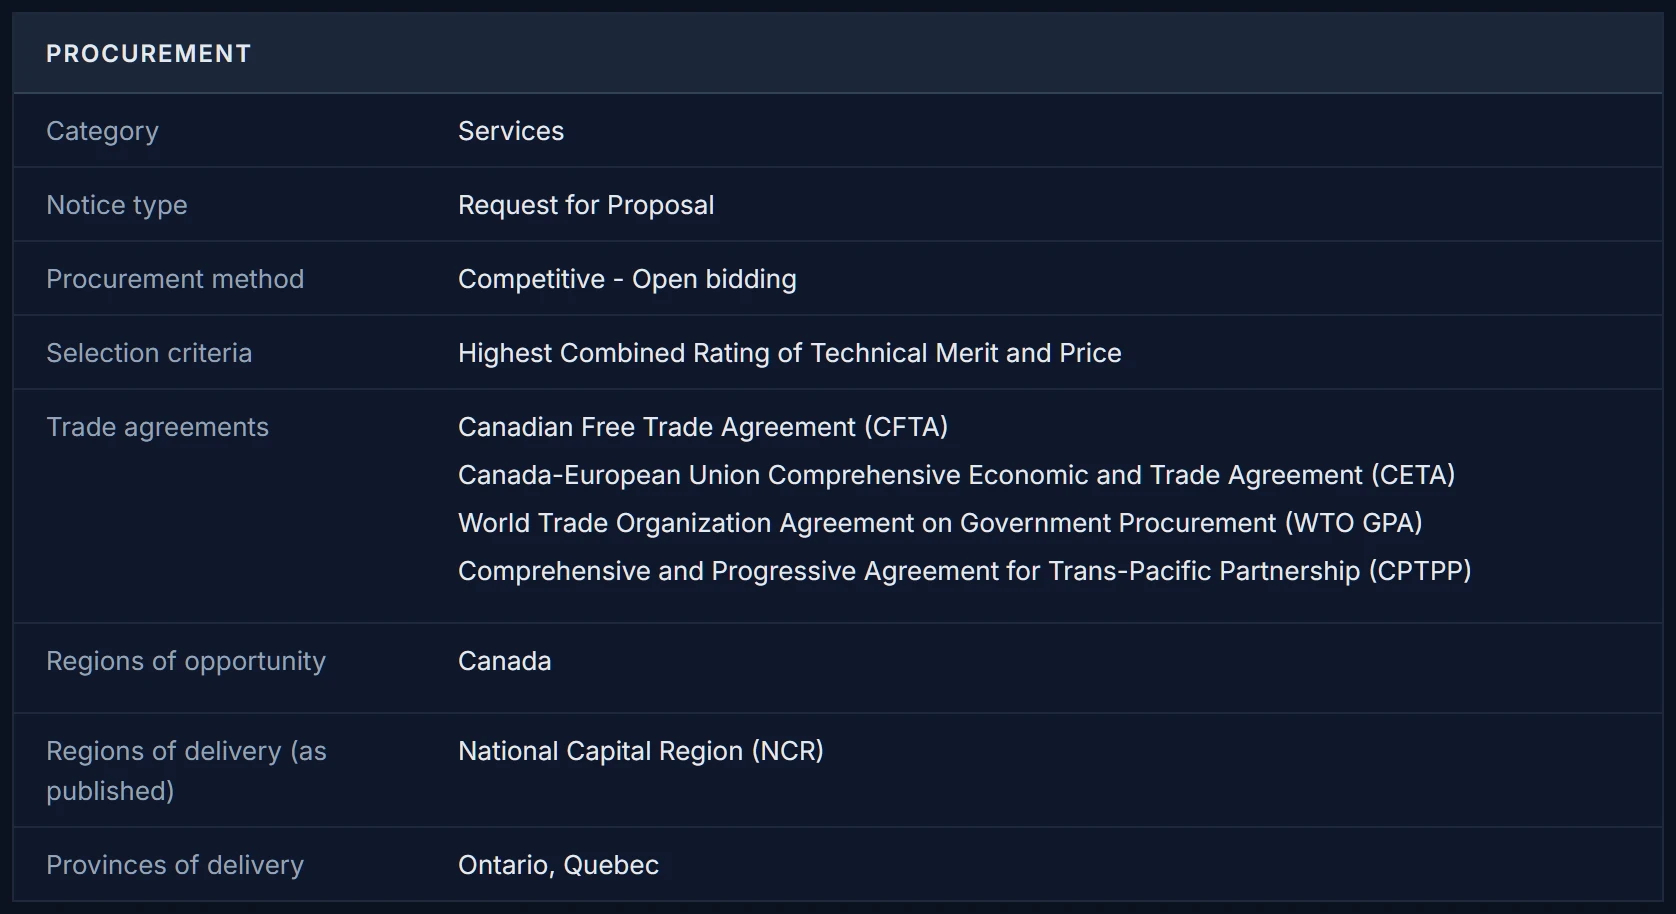 PROCUREMENT
Category
Services
Notice type
Request for Proposal
Procurement method
Competitive - Open bidding
Selection criteria
Highest Combined Rating of Technical Merit and Price
Trade agreements
Canadian Free Trade Agreement (CFTA)
Canada-European Union Comprehensive Economic and Trade Agreement (CETA)
World Trade Organization Agreement on Government Procurement (WTO GPA)
Comprehensive and Progressive Agreement for Trans-Pacific Partnership (CPTPP)
Regions of opportunity
Canada
Regions of delivery (as
published)
National Capital Region (NCR)
Provinces of delivery
Ontario, Quebec